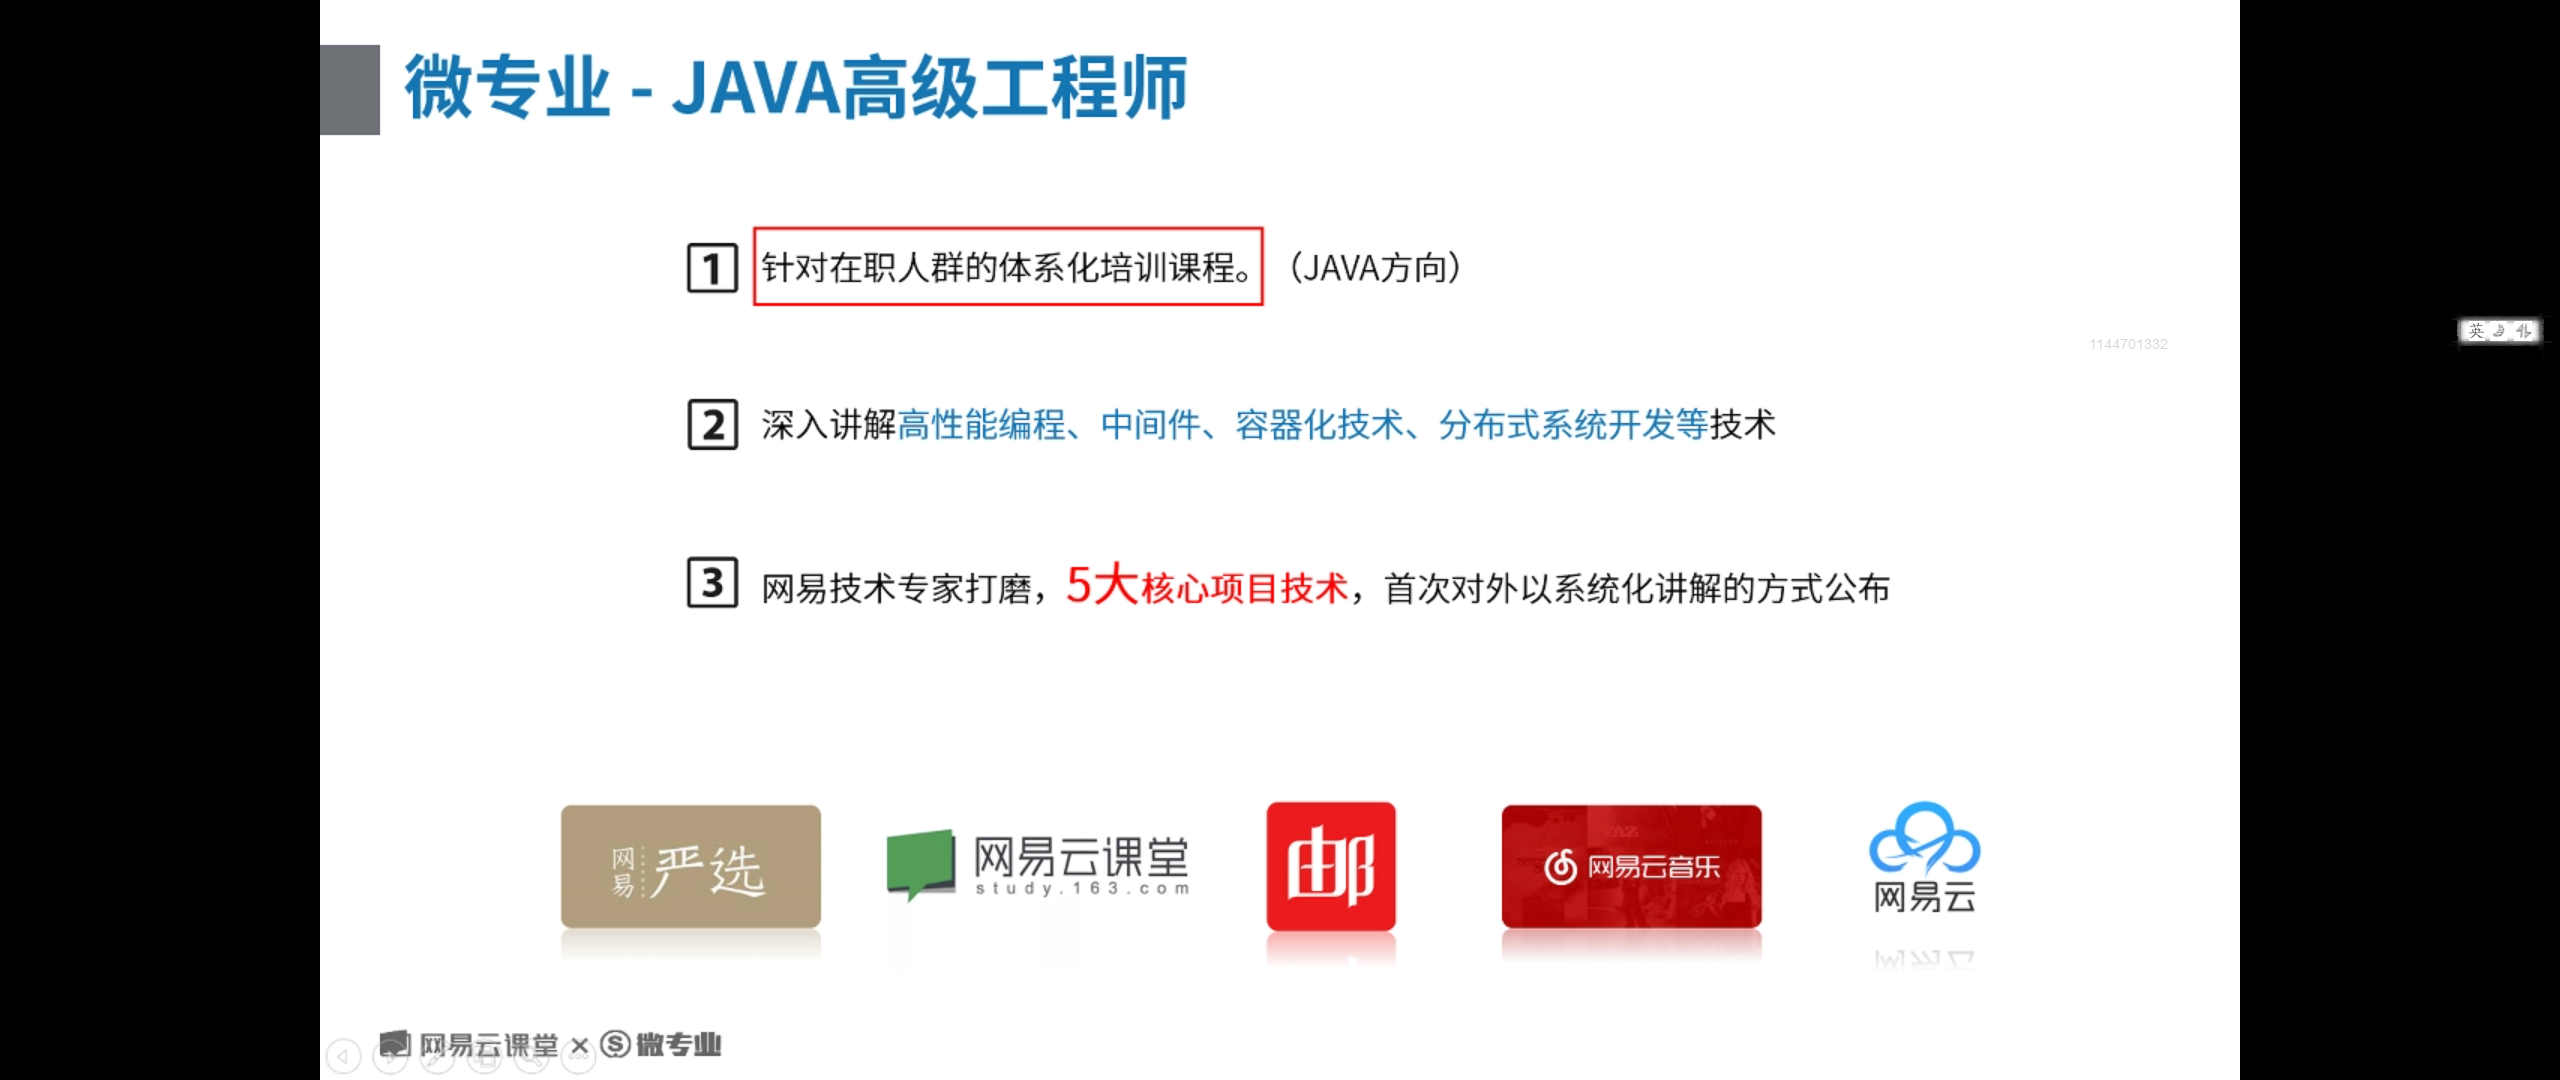 微专业 - JAVA高级工程师
1 针对在职人群的体系化培训课程。（JAVA方向）
英
1144701332
2 深入讲解高性能编程、中间件、容器化技术、分布式系统开发等技术
3 网易技术专家打磨，5大核心项目技术，首次对外以系统化讲解的方式公布
网易严选
网易云课堂
study.163.com
邮
网易云音乐
网易云
网易云课堂 × S 微专业